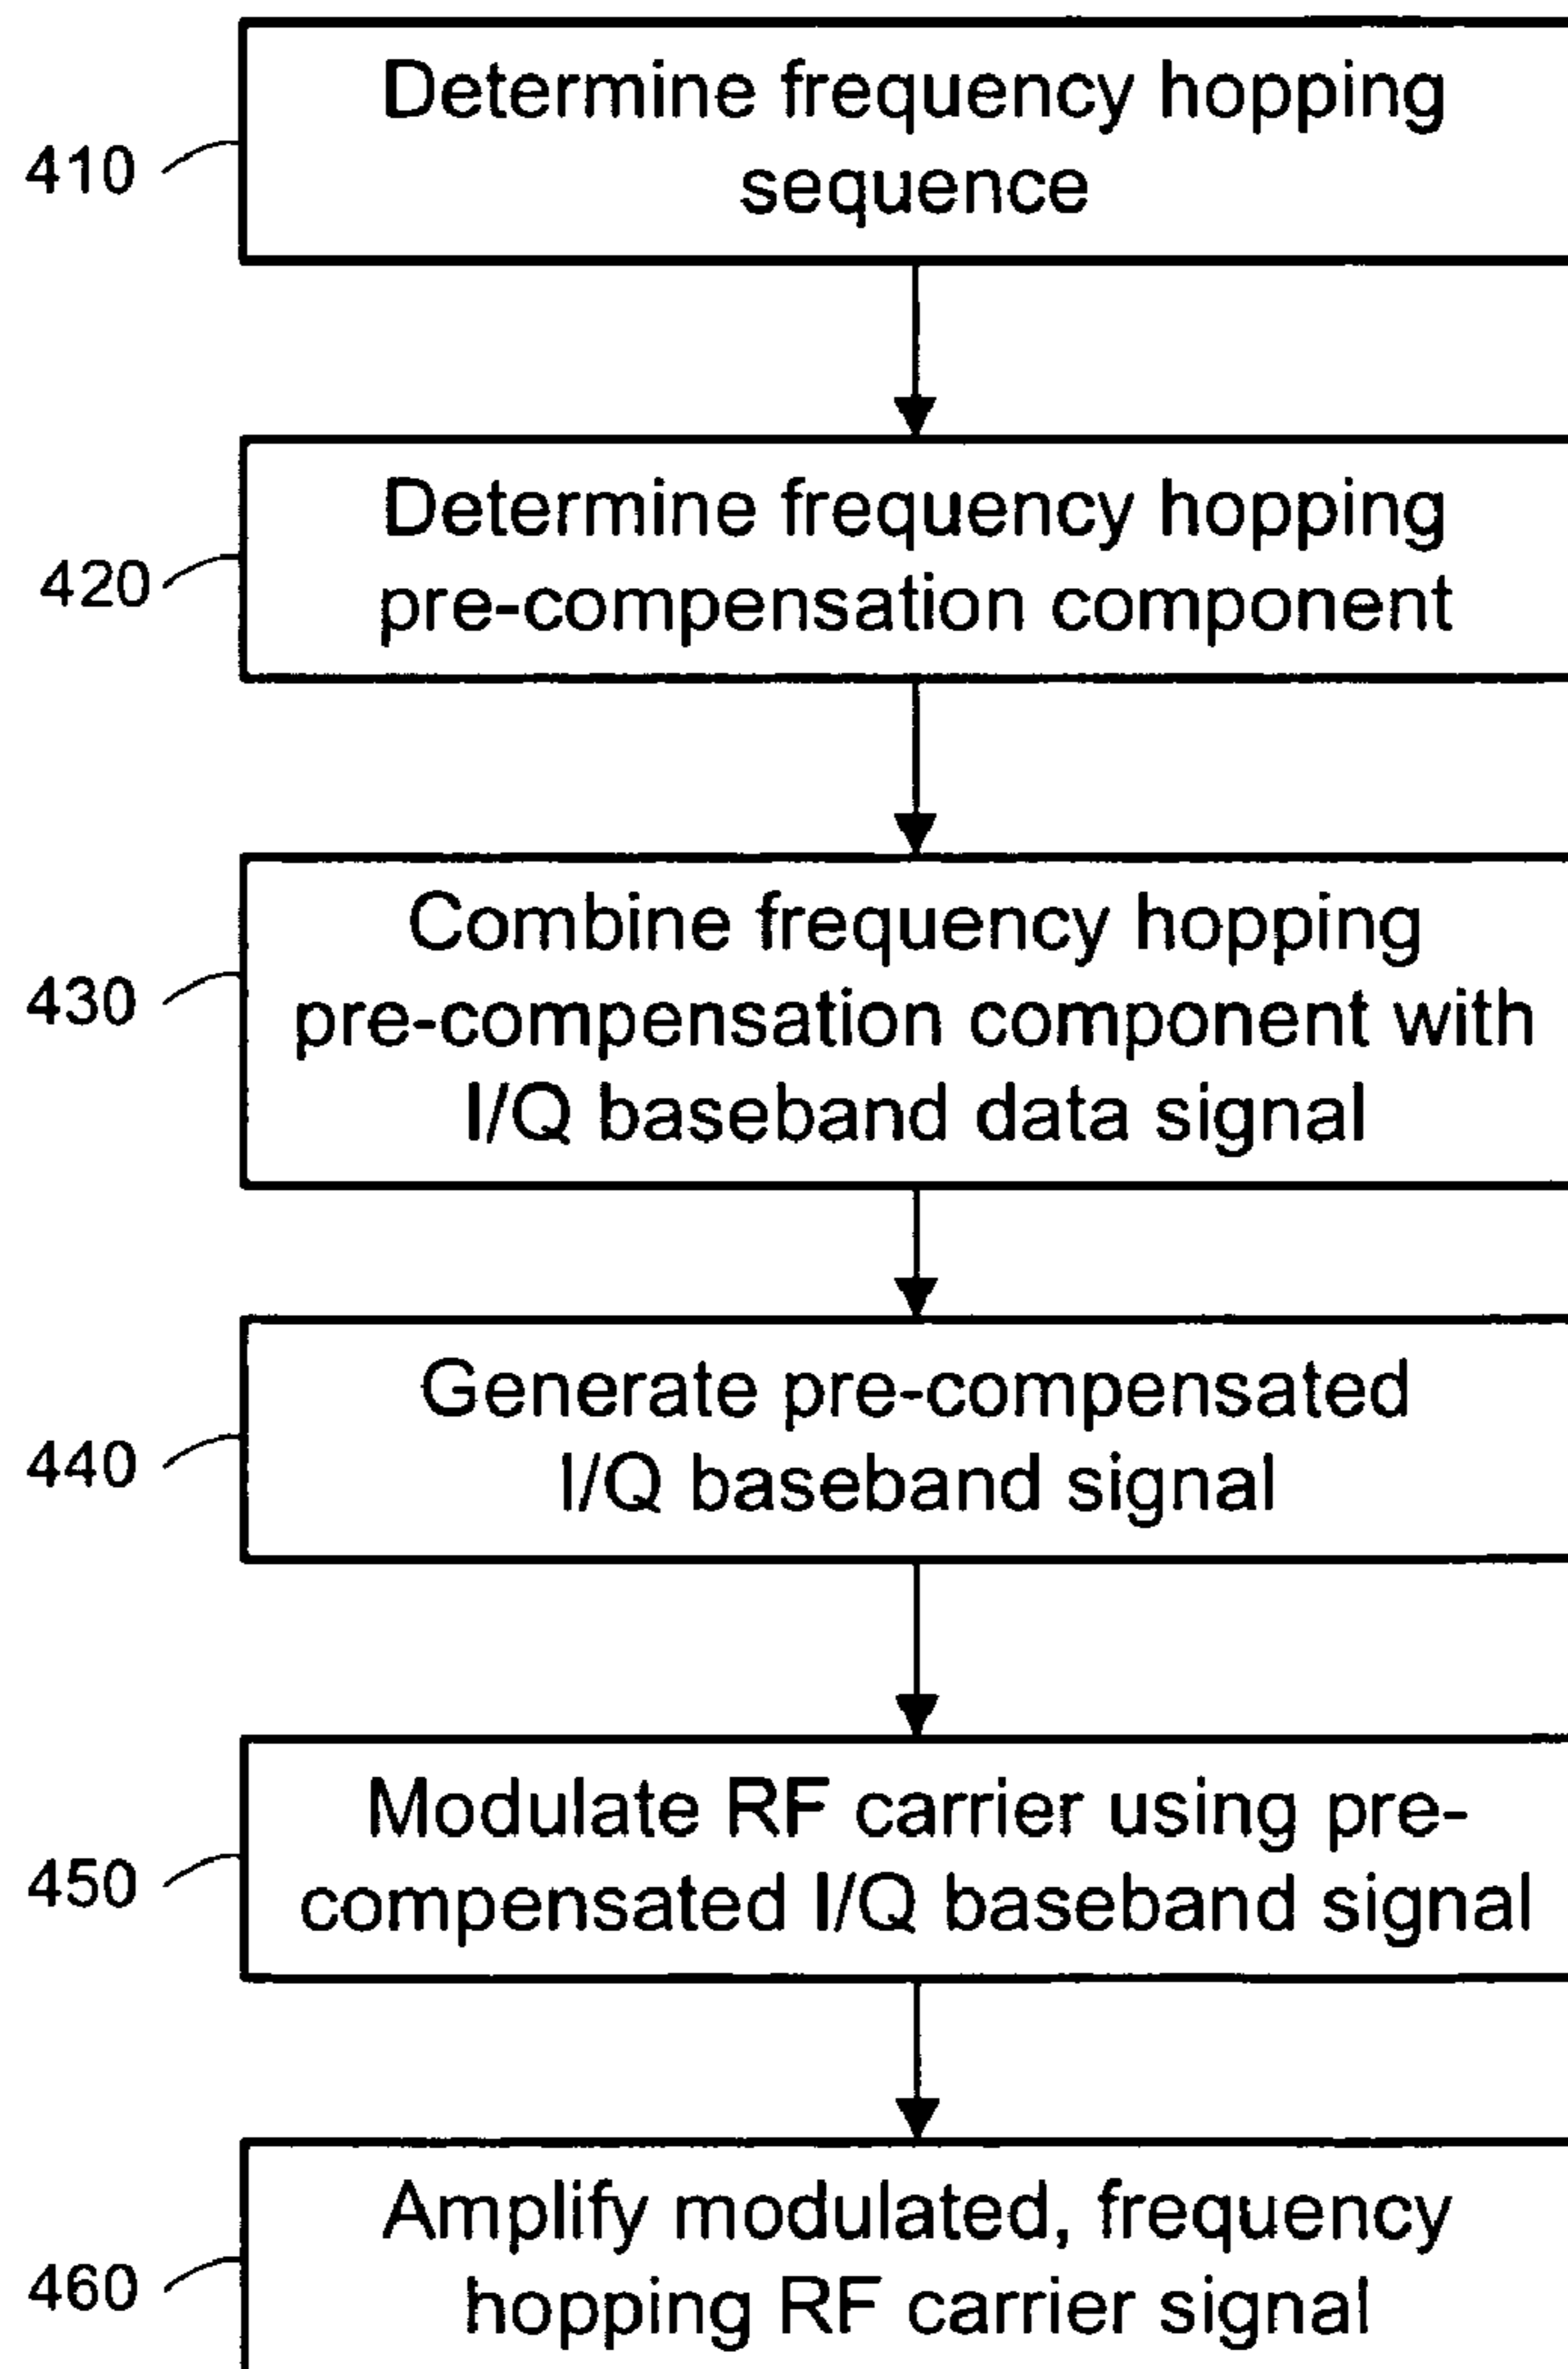 Determine frequency hopping
sequence
410
Determine frequency hopping
pre-compensation component
420
Combine frequency hopping
pre-compensation component with
I/Q baseband data signal
430
Generate pre-compensated
I/Q baseband signal
440
Modulate RF carrier using pre-
compensated I/Q baseband signal
450
Amplify modulated, frequency
hopping RF carrier signal
460